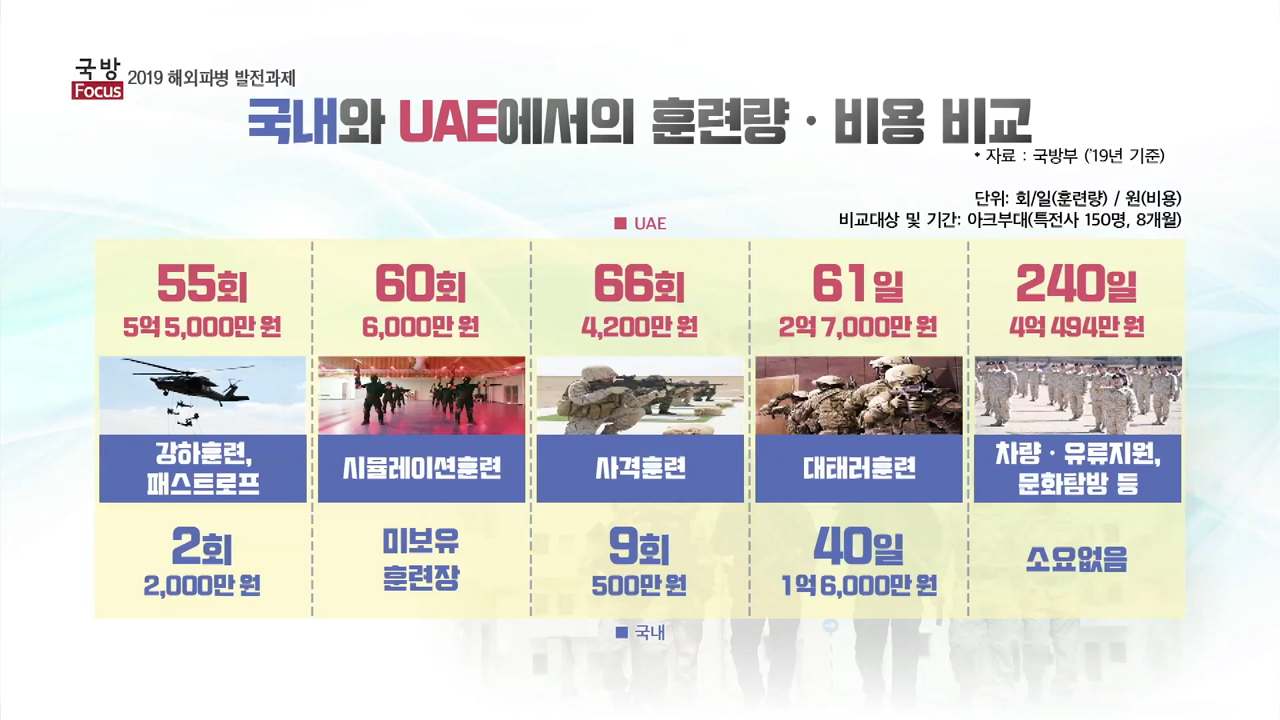 국방
Focus
2019 해외파병 발전과제
국내와 UAE에서의 훈련량 · 비용 비교
* 자료 : 국방부 ('19년 기준)
단위: 회/일(훈련량) / 원(비용)
■ UAE
비교대상 및 기간: 아크부대(특전사 150명, 8개월)
55회
5억 5,000만 원
60회
6,000만 원
66회
4,200만 원
61일
2억 7,000만 원
240일
4억 494만 원
강하훈련,
패스트로프
시뮬레이션훈련
사격훈련
대태러훈련
차량 · 유류지원,
문화탐방 등
2회
2,000만 원
미보유
훈련장
9회
500만 원
40일
1억 6,000만 원
소요없음
■ 국내